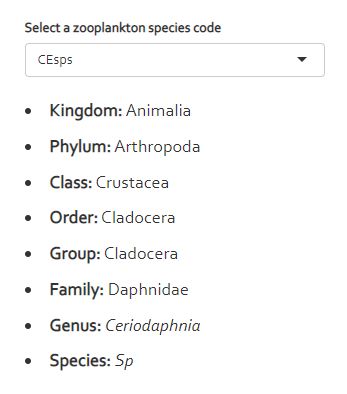 Select a zooplankton species code
CEsps
• Kingdom: Animalia
• Phylum: Arthropoda
• Class: Crustacea
• Order: Cladocera
• Group: Cladocera
• Family: Daphnidae
• Genus: Ceriodaphnia
• Species: Sp